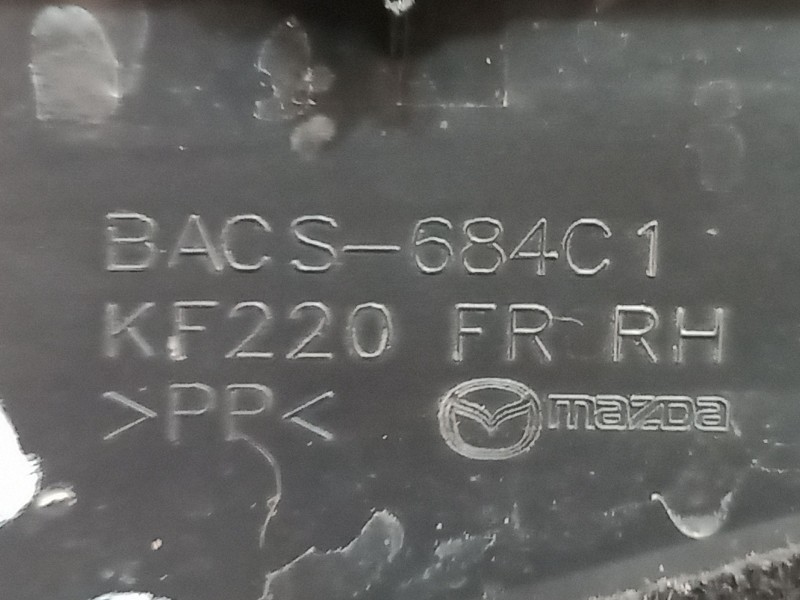 BACS-684C1
KF220 FR RH
>PP< mazda